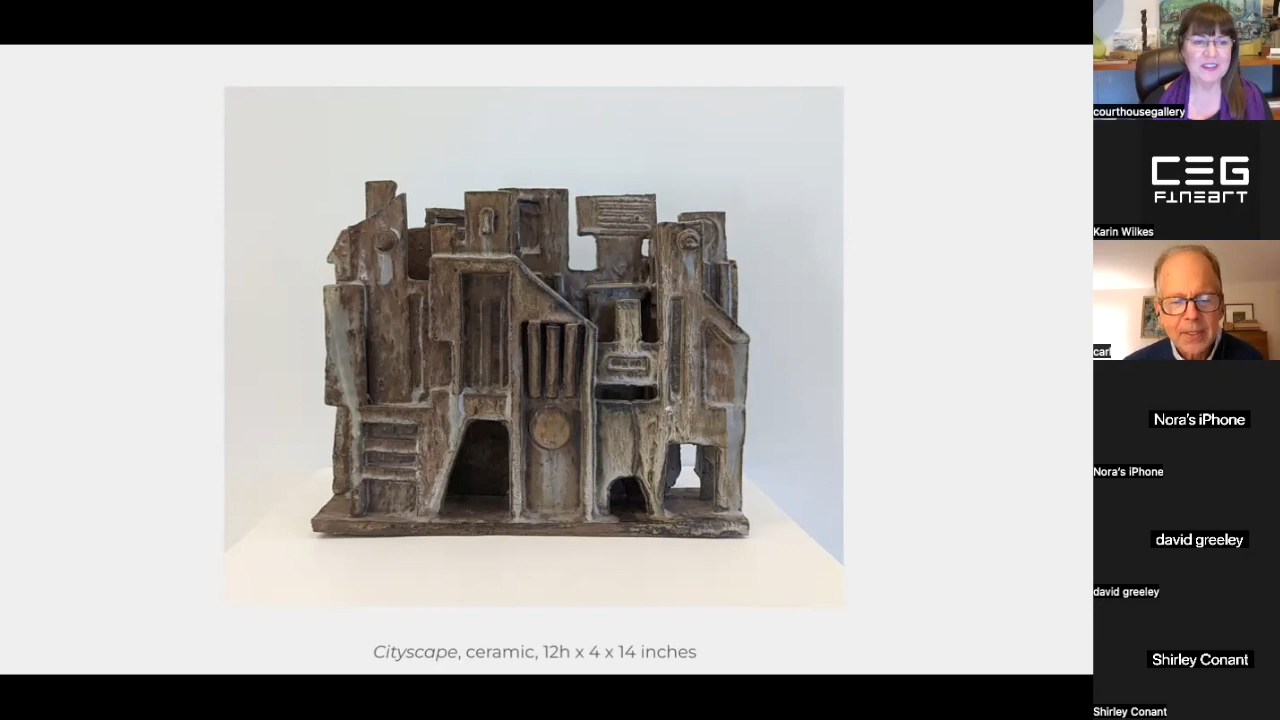 courthousegallery
CEG
FINEART
Karin Wilkes
carl
Nora's iPhone
Nora's iPhone
david greeley
david greeley
Shirley Conant
Shirley Conant
Cityscape, ceramic, 12h x 4 x 14 inches